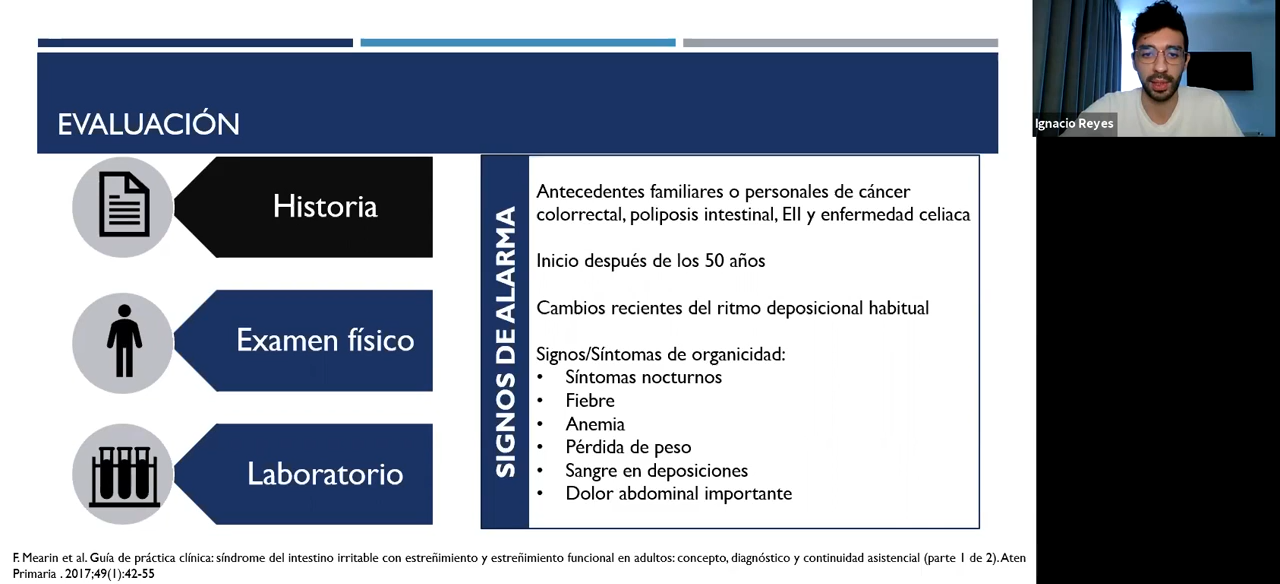 EVALUACIÓN
Historia
Examen físico
Laboratorio
SIGNOS DE ALARMA
Antecedentes familiares o personales de cáncer
colorrectal, poliposis intestinal, EII y enfermedad celiaca
Inicio después de los 50 años
Cambios recientes del ritmo deposicional habitual
Signos/Síntomas de organicidad:
• Síntomas nocturnos
• Fiebre
• Anemia
• Pérdida de peso
• Sangre en deposiciones
• Dolor abdominal importante
F. Mearin et al. Guía de práctica clínica: síndrome del intestino irritable con estreñimiento y estreñimiento funcional en adultos: concepto, diagnóstico y continuidad asistencial (parte 1 de 2). Aten
Primaria . 2017;49(1):42-55
Ignacio Reyes